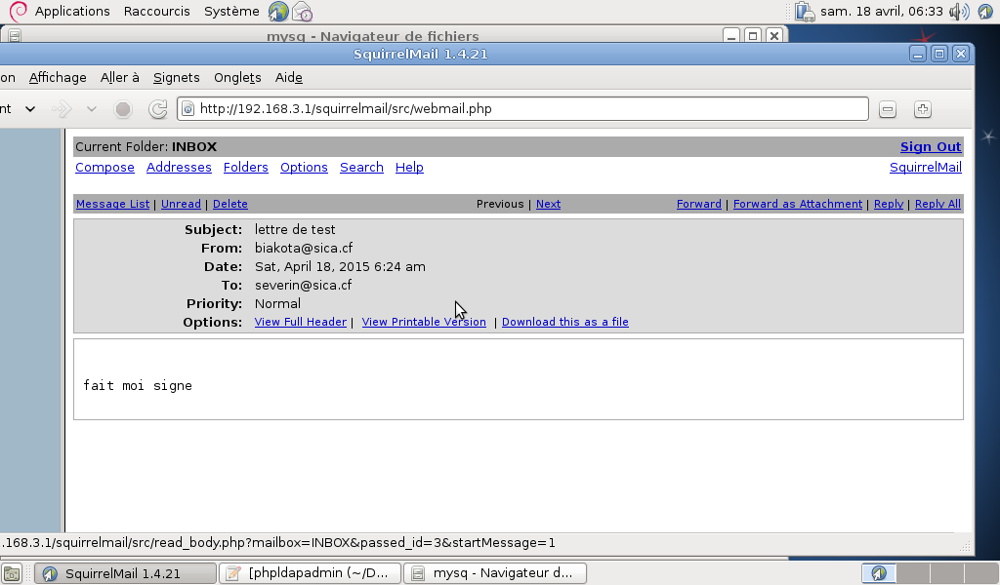 Applications Raccourcis Système sam. 18 avril, 06:33
mysq - Navigateur de fichiers
SquirrelMail 1.4.21
on Affichage Aller à Signets Onglets Aide
nt http://192.168.3.1/squirrelmail/src/webmail.php
Current Folder: INBOX Sign Out
Compose Addresses Folders Options Search Help SquirrelMail
Message List | Unread | Delete Previous | Next Forward | Forward as Attachment | Reply | Reply All
Subject: lettre de test
From: biakota@sica.cf
Date: Sat, April 18, 2015 6:24 am
To: severin@sica.cf
Priority: Normal
Options: View Full Header | View Printable Version | Download this as a file
fait moi signe
.168.3.1/squirrelmail/src/read_body.php?mailbox=INBOX&passed_id=3&startMessage=1
SquirrelMail 1.4.21 [phpldapadmin (~/D... mysq - Navigateur d...